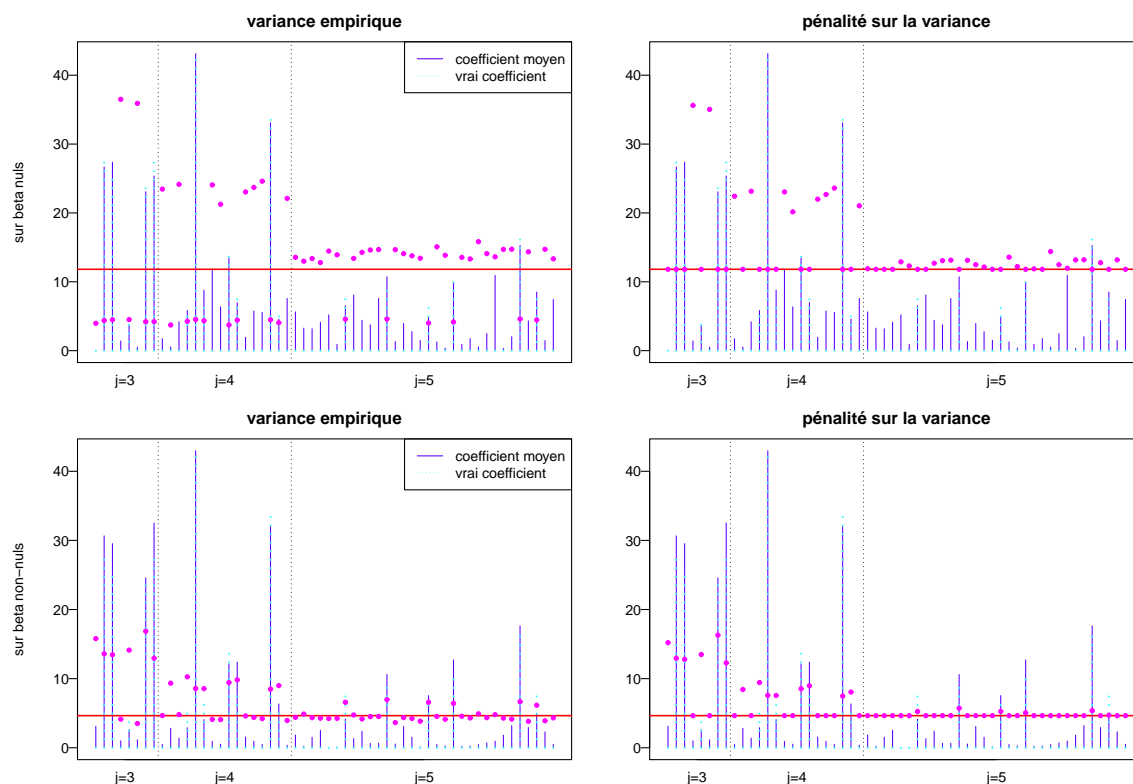 variance empirique
pénalité sur la variance
coefficient moyen
vrai coefficient
sur beta nuls
40
30
20
10
0
40
30
20
10
0
j=3
j=4
j=5
j=3
j=4
j=5
variance empirique
pénalité sur la variance
coefficient moyen
vrai coefficient
sur beta non−nuls
40
30
20
10
0
40
30
20
10
0
j=3
j=4
j=5
j=3
j=4
j=5